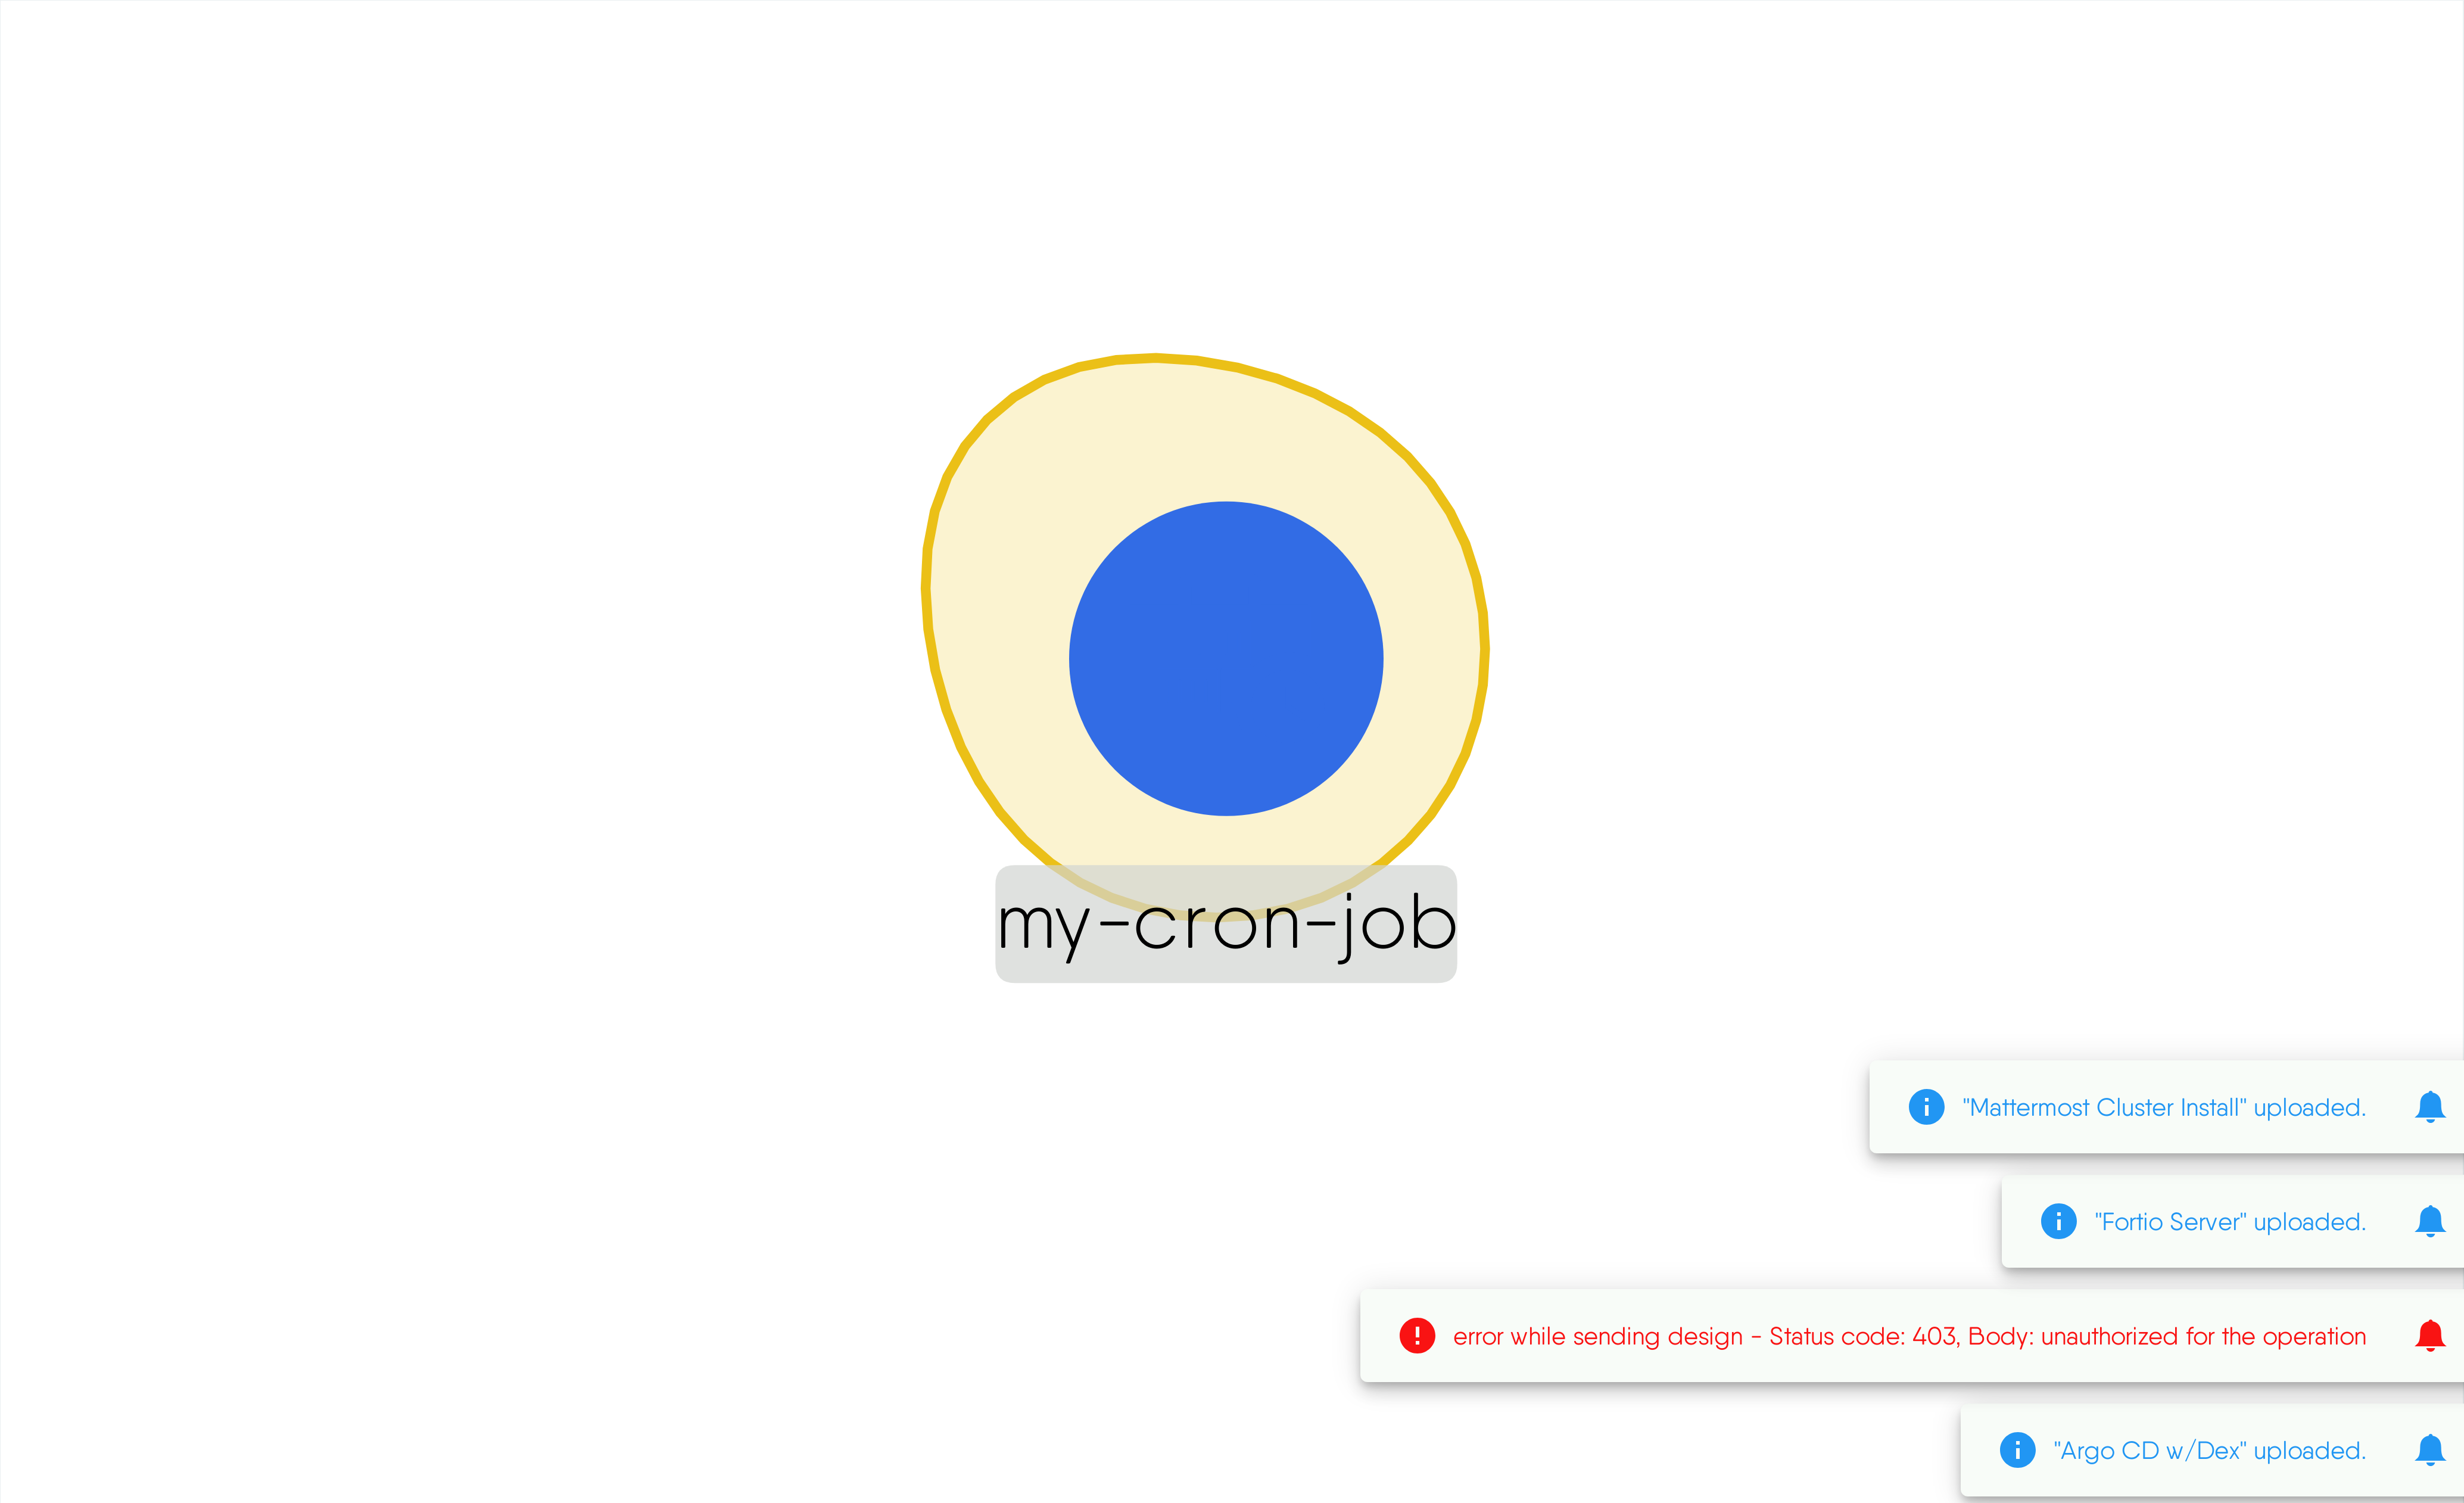 my-cron-job
"Mattermost Cluster Install" uploaded.
"Fortio Server" uploaded.
error while sending design - Status code: 403, Body: unauthorized for the operation
"Argo CD w/Dex" uploaded.